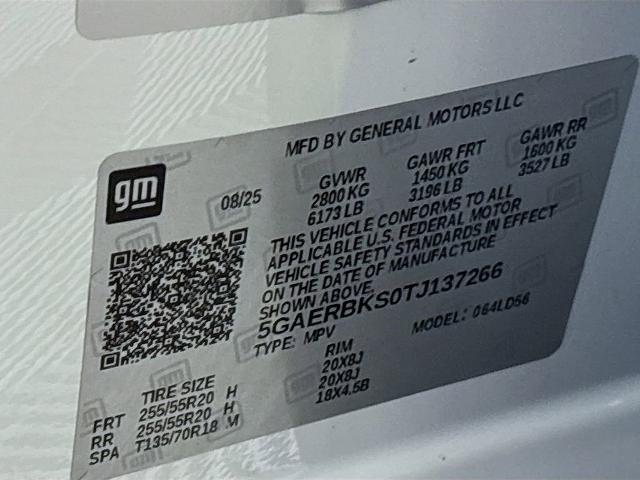 MFD BY GENERAL MOTORS LLC
gm
08/25
GVWR
2800 KG
6173 LB
GAWR FRT
1450 KG
3196 LB
GAWR RR
1600 KG
3527 LB
THIS VEHICLE CONFORMS TO ALL
APPLICABLE U.S. FEDERAL MOTOR
VEHICLE SAFETY STANDARDS IN EFFECT
ON THE DATE OF MANUFACTURE
SHOWN ABOVE.
5GAERBKS0TJ137266
TYPE: MPV
MODEL: 064LD56
TIRE SIZE RIM
FRT 255/55R20 H 20X8J
RR 255/55R20 H 20X8J
SPA T135/70R18 M 18X4.5B